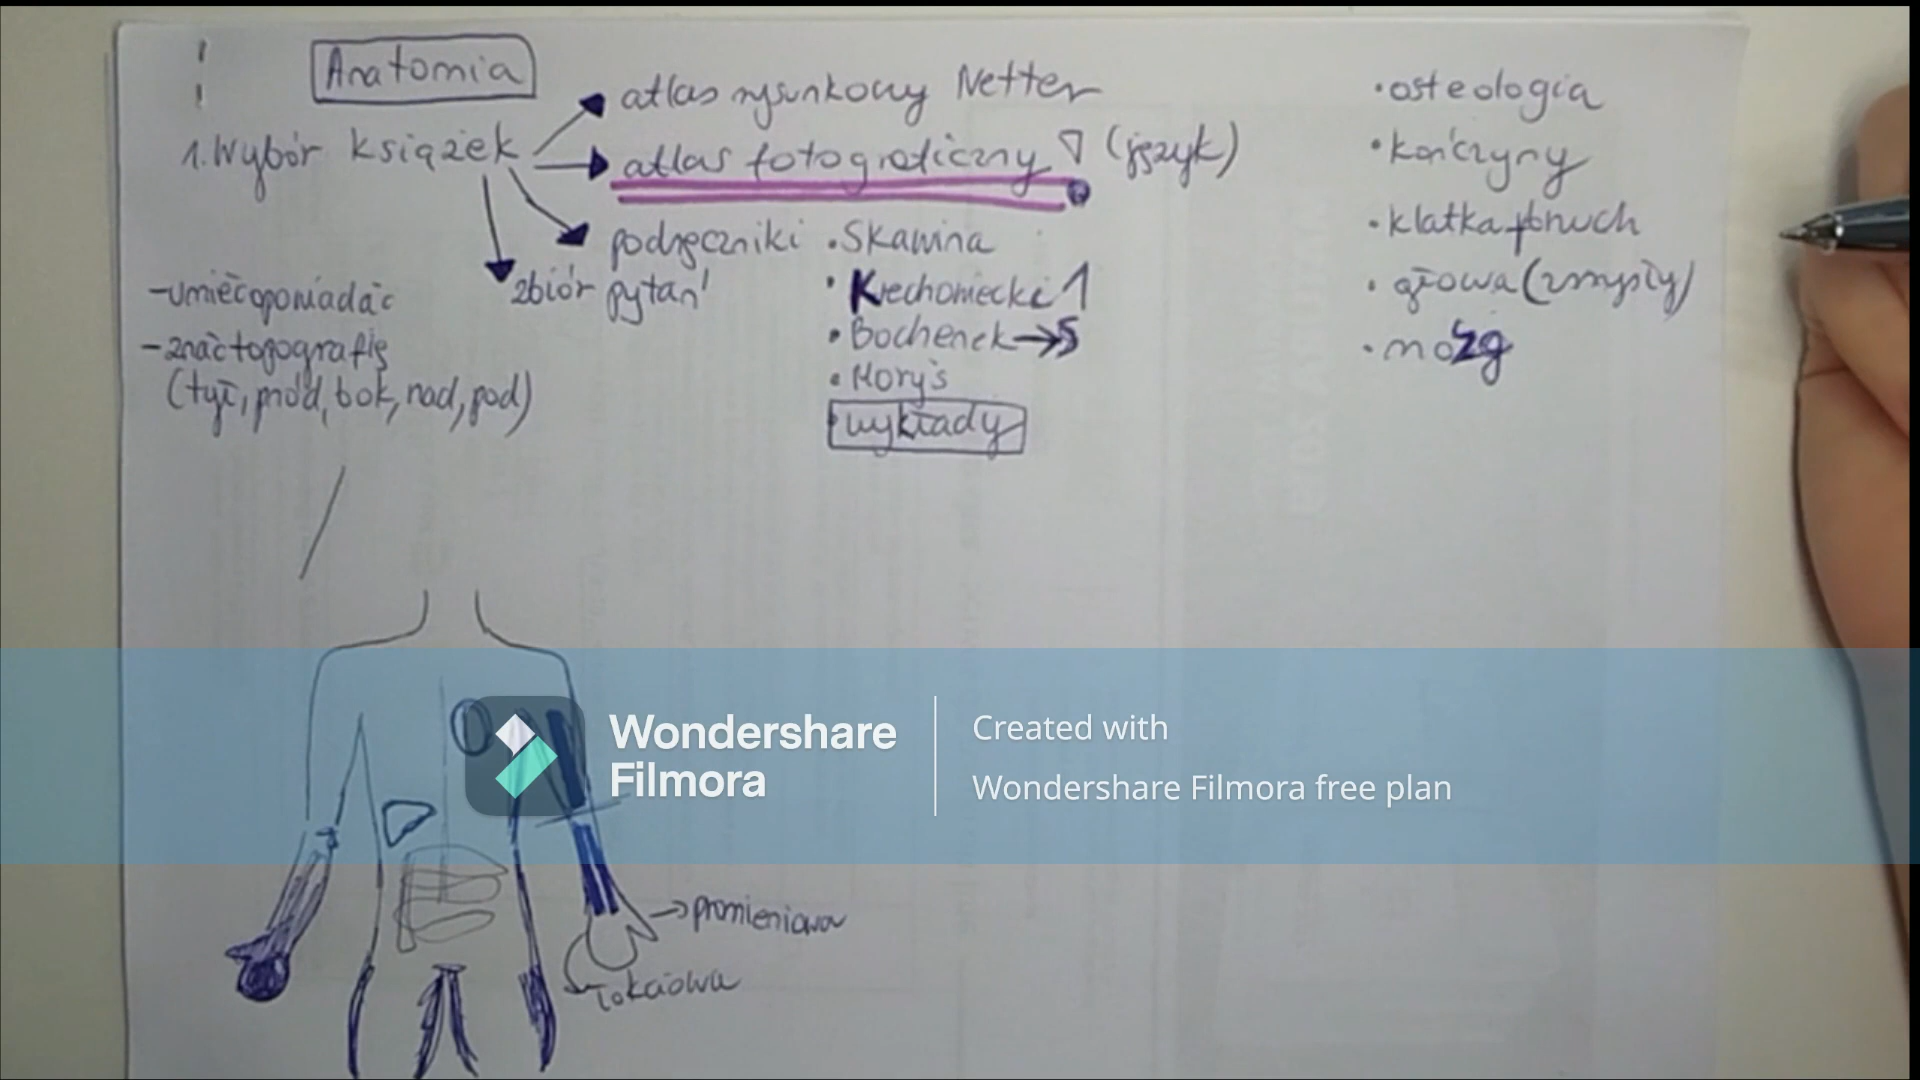 Anatomia
1. Wybór książek
atlas rysunkowy Netter
atlas fotograficzny (język)
podręczniki
• Skawina
• Krechowiecki 1
• Bochenek → 5
• Moryś
wykłady
zbiór pytań
- umieć opowiadać
- znać topografię
(tył, przód, bok, nad, pod)
• osteologia
• kończyny
• klatka + brzuch
• głowa (zmysły)
• mózg
→ promieniowa
łokciowa
Wondershare
Filmora
Created with
Wondershare Filmora free plan